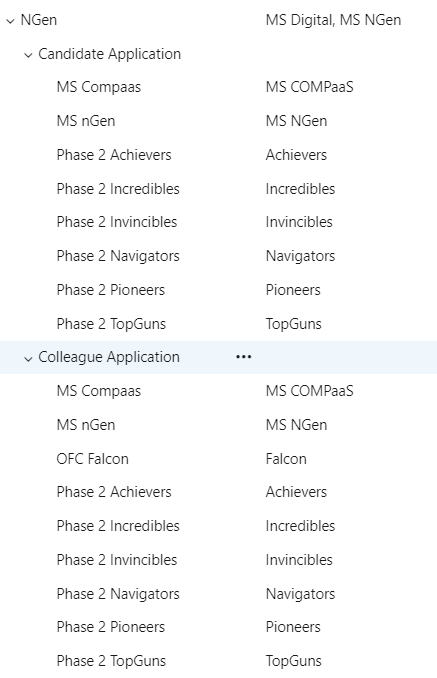 NGen MS Digital, MS NGen
Candidate Application
MS Compaas MS COMPaaS
MS nGen MS NGen
Phase 2 Achievers Achievers
Phase 2 Incredibles Incredibles
Phase 2 Invincibles Invincibles
Phase 2 Navigators Navigators
Phase 2 Pioneers Pioneers
Phase 2 TopGuns TopGuns
Colleague Application •••
MS Compaas MS COMPaaS
MS nGen MS NGen
OFC Falcon Falcon
Phase 2 Achievers Achievers
Phase 2 Incredibles Incredibles
Phase 2 Invincibles Invincibles
Phase 2 Navigators Navigators
Phase 2 Pioneers Pioneers
Phase 2 TopGuns TopGuns